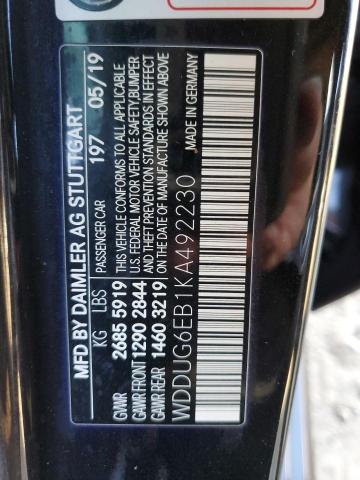 MFD BY DAIMLER AG STUTTGART
KG LBS PASSENGER CAR 197 05/19
GVWR 2685 5919 THIS VEHICLE CONFORMS TO ALL APPLICABLE
GAWR FRONT 1290 2844 U.S. FEDERAL MOTOR VEHICLE SAFETY, BUMPER
GAWR REAR 1460 3219 AND THEFT PREVENTION STANDARDS IN EFFECT
ON THE DATE OF MANUFACTURE SHOWN ABOVE
WDDUG6EB1KA492230
MADE IN GERMANY